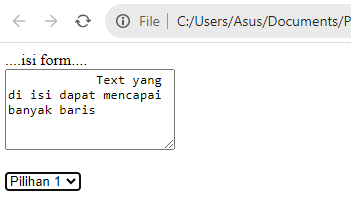 File C:/Users/Asus/Documents/P
....isi form....
Text yang
di isi dapat mencapai
banyak baris
Pilihan 1